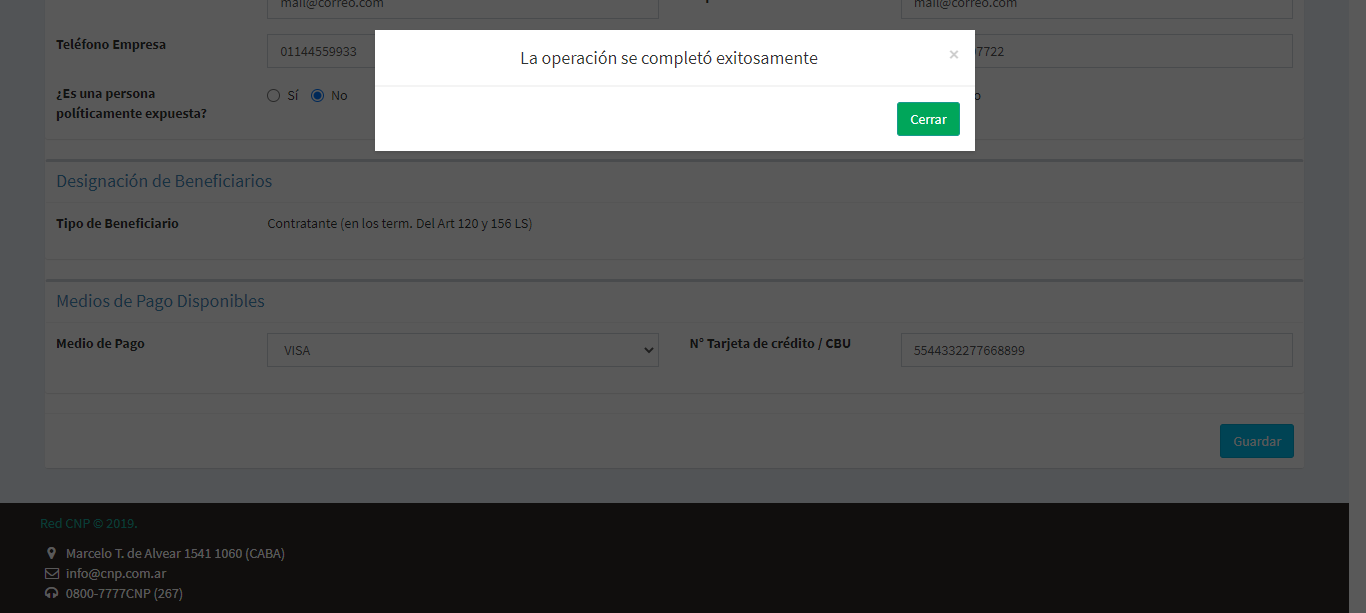 mail@correo.com mail@correo.com
La operación se completó exitosamente ×
Teléfono Empresa 01144559933 7722
¿Es una persona políticamente expuesta? Sí No
Cerrar
Designación de Beneficiarios
Tipo de Beneficiario Contratante (en los term. Del Art 120 y 156 LS)
Medios de Pago Disponibles
Medio de Pago VISA N° Tarjeta de crédito / CBU 5544332277668899
Guardar
Red CNP © 2019.
Marcelo T. de Alvear 1541 1060 (CABA)
info@cnp.com.ar
0800-7777CNP (267)